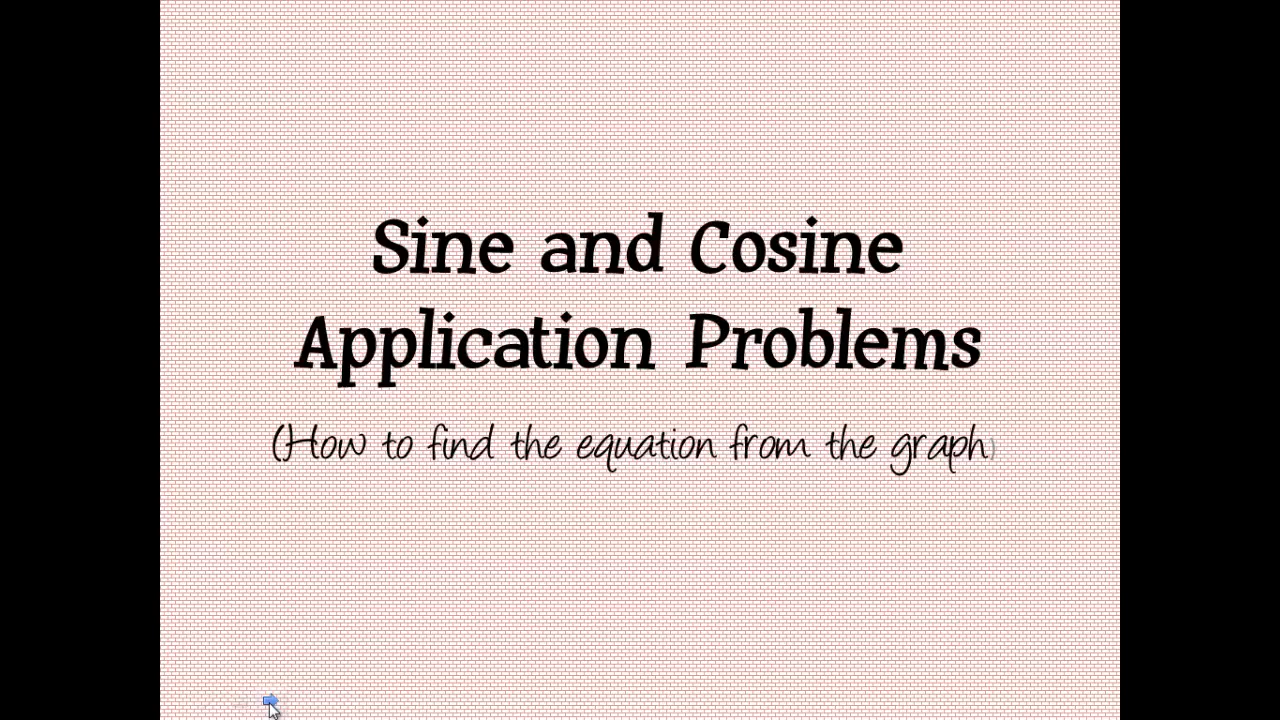 Sine and Cosine
Application Problems
(How to find the equation from the graph)